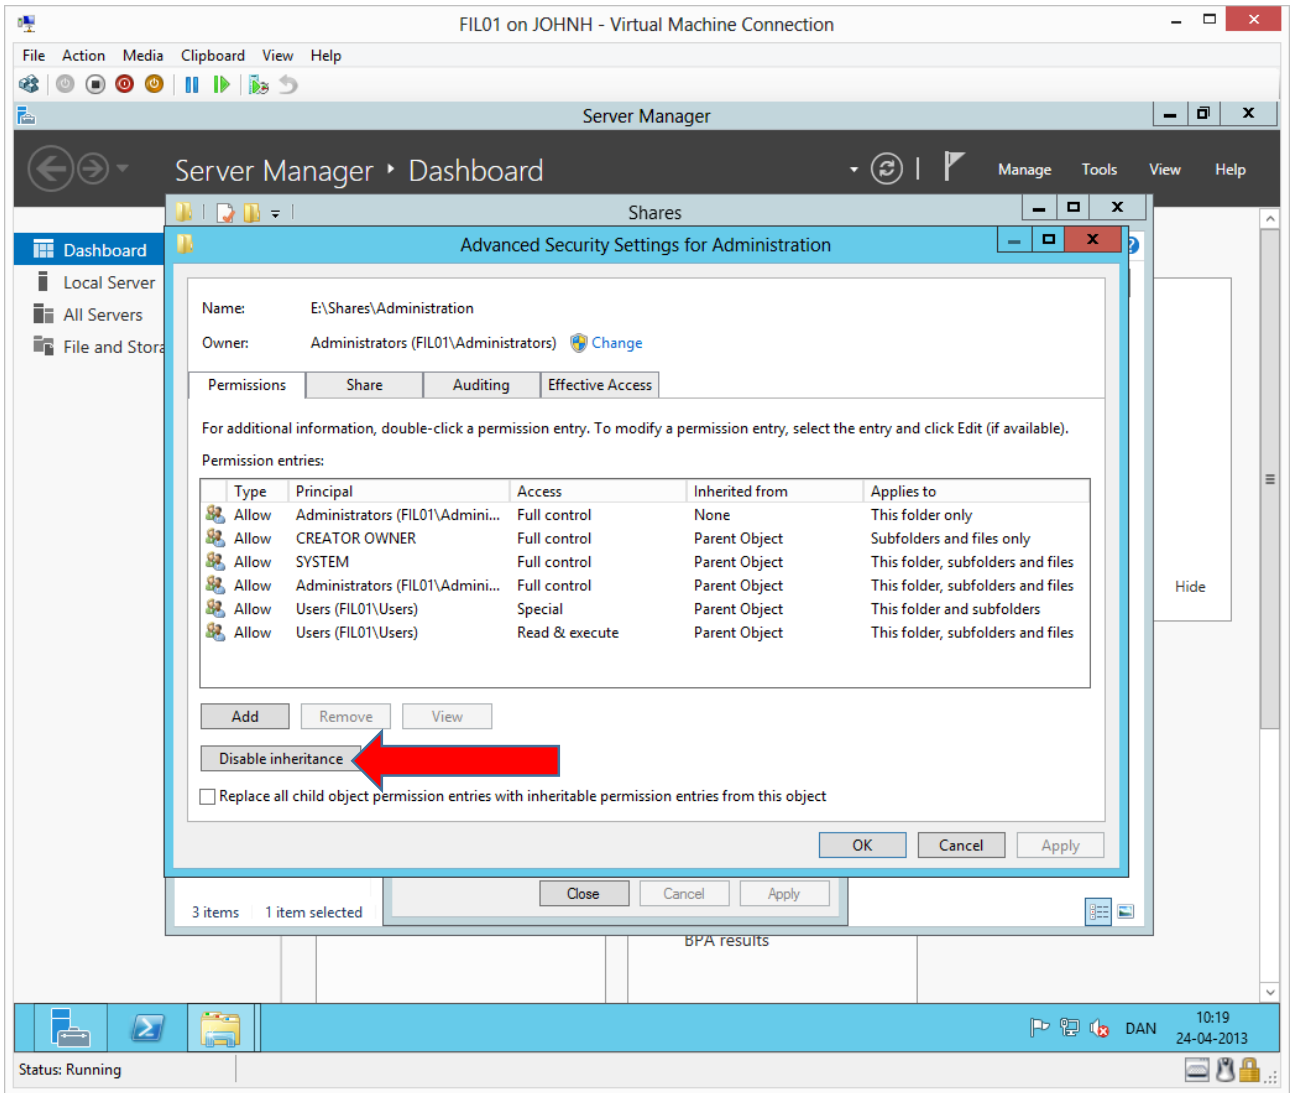 FIL01 on JOHNH - Virtual Machine Connection
File Action Media Clipboard View Help
Server Manager
Server Manager Dashboard
Manage Tools View Help
Shares
Advanced Security Settings for Administration
Dashboard
Local Server
All Servers
File and Stora
Name: E:\Shares\Administration
Owner: Administrators (FIL01\Administrators) Change
Permissions Share Auditing Effective Access
For additional information, double-click a permission entry. To modify a permission entry, select the entry and click Edit (if available).
Permission entries:
Type Principal Access Inherited from Applies to
Allow Administrators (FIL01\Admini... Full control None This folder only
Allow CREATOR OWNER Full control Parent Object Subfolders and files only
Allow SYSTEM Full control Parent Object This folder, subfolders and files
Allow Administrators (FIL01\Admini... Full control Parent Object This folder, subfolders and files
Allow Users (FIL01\Users) Special Parent Object This folder and subfolders
Allow Users (FIL01\Users) Read & execute Parent Object This folder, subfolders and files
Hide
Add Remove View
Disable inheritance
Replace all child object permission entries with inheritable permission entries from this object
OK Cancel Apply
Close Cancel Apply
3 items 1 item selected
BPA results
DAN
10:19
24-04-2013
Status: Running